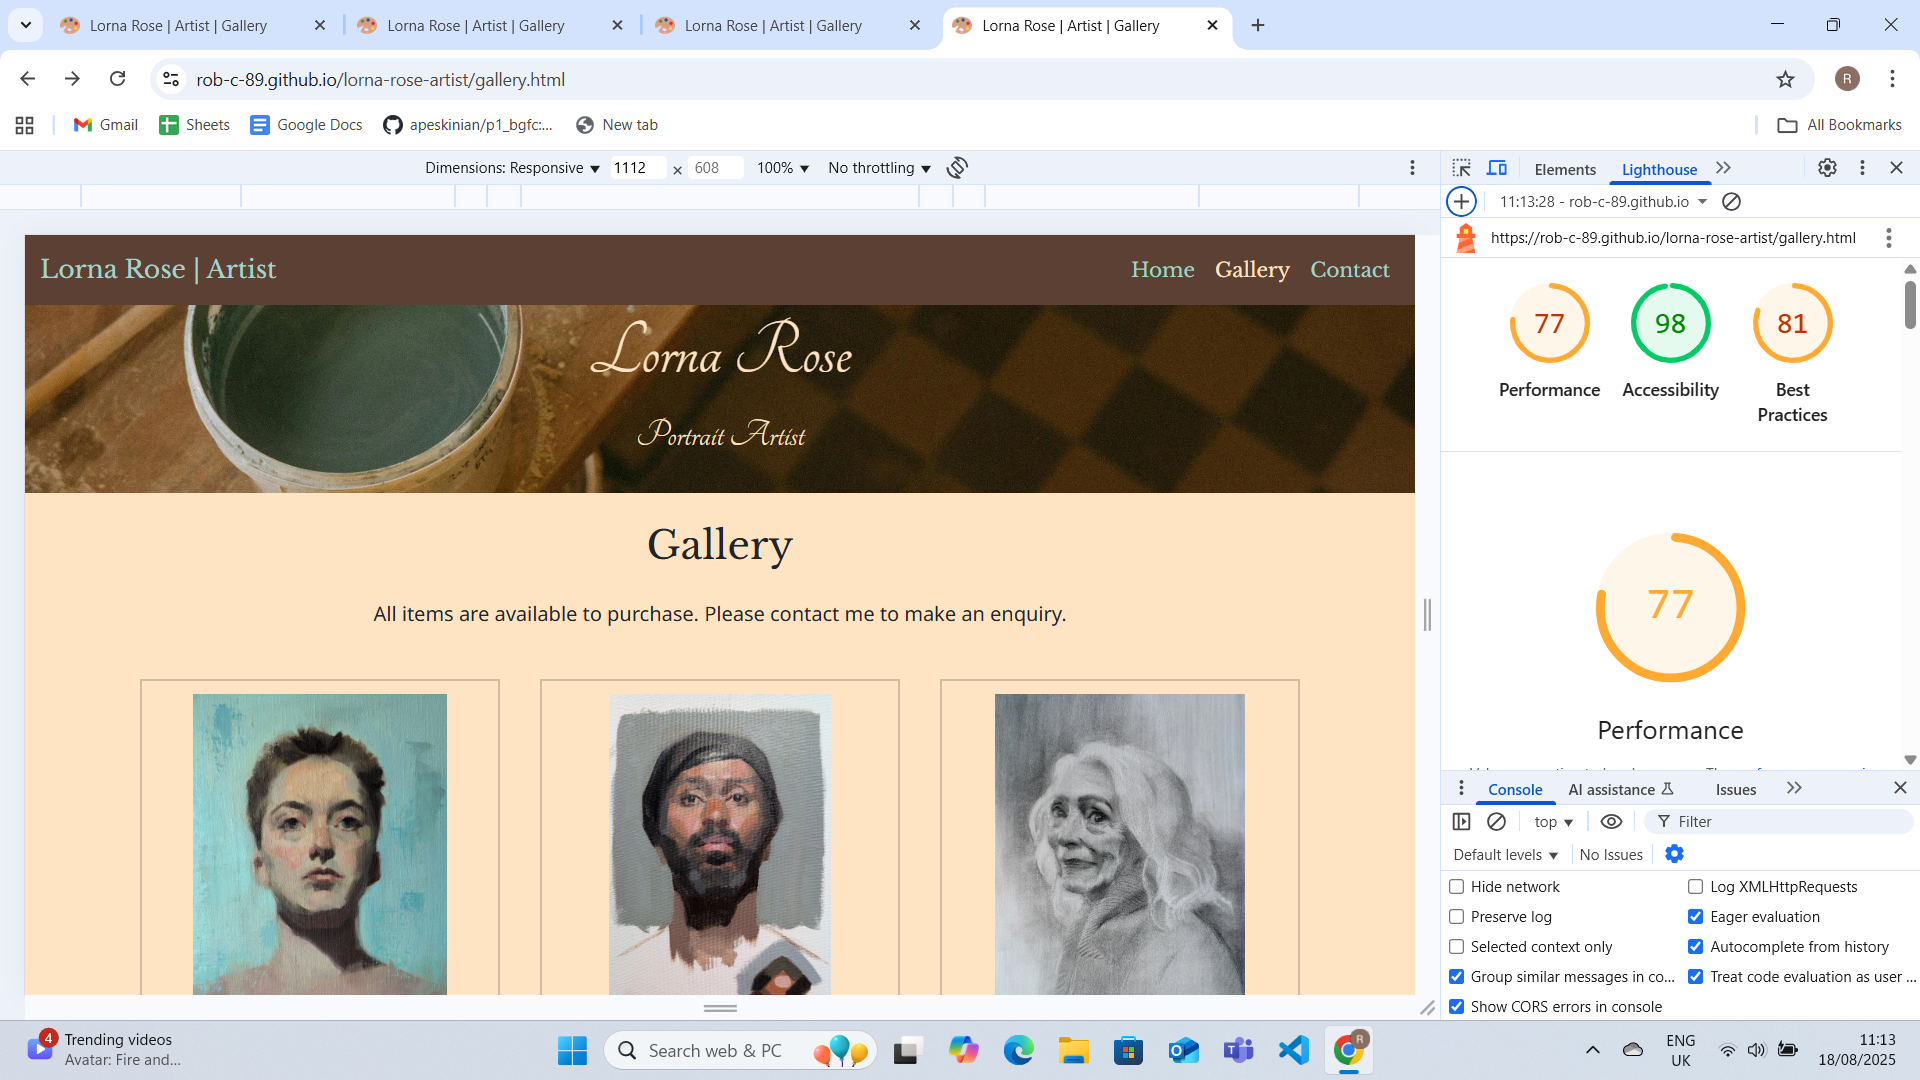 Lorna Rose | Artist | Gallery
Lorna Rose | Artist | Gallery
Lorna Rose | Artist | Gallery
Lorna Rose | Artist | Gallery
rob-c-89.github.io/lorna-rose-artist/gallery.html
R
Gmail
Sheets
Google Docs
apeskinian/p1_bgfc:...
New tab
All Bookmarks
Dimensions: Responsive
1112
×
608
100%
No throttling
Elements
Lighthouse
11:13:28 - rob-c-89.github.io
https://rob-c-89.github.io/lorna-rose-artist/gallery.html
Lorna Rose | Artist
Home
Gallery
Contact
Lorna Rose
Portrait Artist
Gallery
All items are available to purchase. Please contact me to make an enquiry.
77
98
81
Performance
Accessibility
Best
Practices
77
Performance
Console
AI assistance
Issues
top
Filter
Default levels
No Issues
Hide network
Log XMLHttpRequests
Preserve log
Eager evaluation
Selected context only
Autocomplete from history
Group similar messages in co...
Treat code evaluation as user ...
Show CORS errors in console
4
Trending videos
Avatar: Fire and...
Search web & PC
R
ENG
UK
11:13
18/08/2025